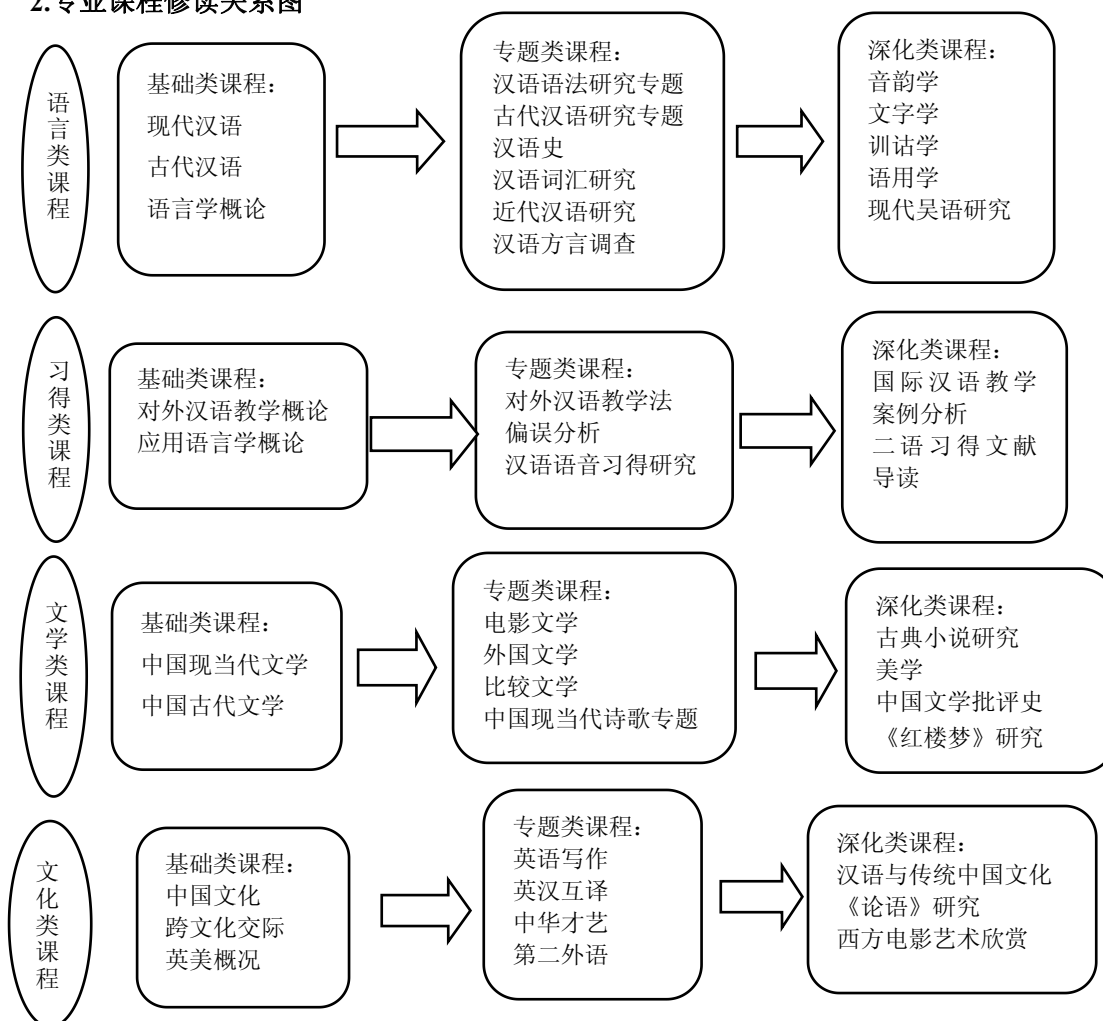 2.专业课程修读关系图
语言类课程
基础类课程：
现代汉语
古代汉语
语言学概论
专题类课程：
汉语语法研究专题
古代汉语研究专题
汉语史
汉语词汇研究
近代汉语研究
汉语方言调查
深化类课程：
音韵学
文字学
训诂学
语用学
现代吴语研究
习得类课程
基础类课程：
对外汉语教学概论
应用语言学概论
专题类课程：
对外汉语教学法
偏误分析
汉语语音习得研究
深化类课程：
国际汉语教学
案例分析
二语习得文献
导读
文学类课程
基础类课程：
中国现当代文学
中国古代文学
专题类课程：
电影文学
外国文学
比较文学
中国现当代诗歌专题
深化类课程：
古典小说研究
美学
中国文学批评史
《红楼梦》研究
文化类课程
基础类课程：
中国文化
跨文化交际
英美概况
专题类课程：
英语写作
英汉互译
中华才艺
第二外语
深化类课程：
汉语与传统中国文化
《论语》研究
西方电影艺术欣赏